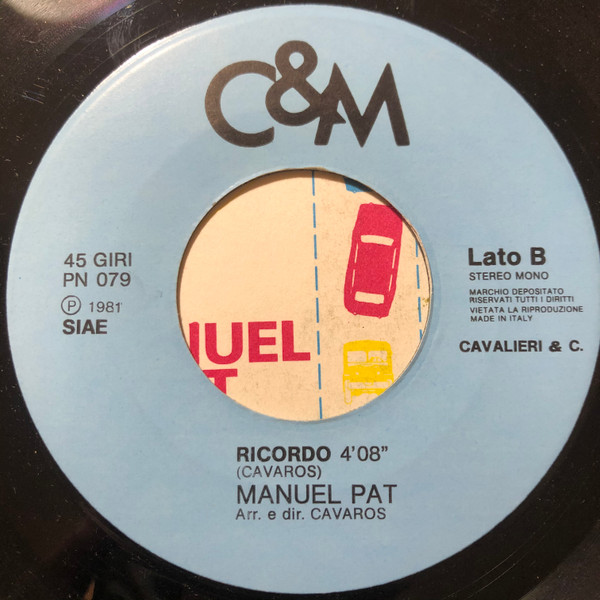 C&M
45 GIRI
PN 079
Ⓟ 1981
SIAE
Lato B
STEREO MONO
MARCHIO DEPOSITATO
RISERVATI TUTTI I DIRITTI
VIETATA LA RIPRODUZIONE
MADE IN ITALY
CAVALIERI & C.
UEL
T
RICORDO 4'08"
(CAVAROS)
MANUEL PAT
Arr. e dir. CAVAROS